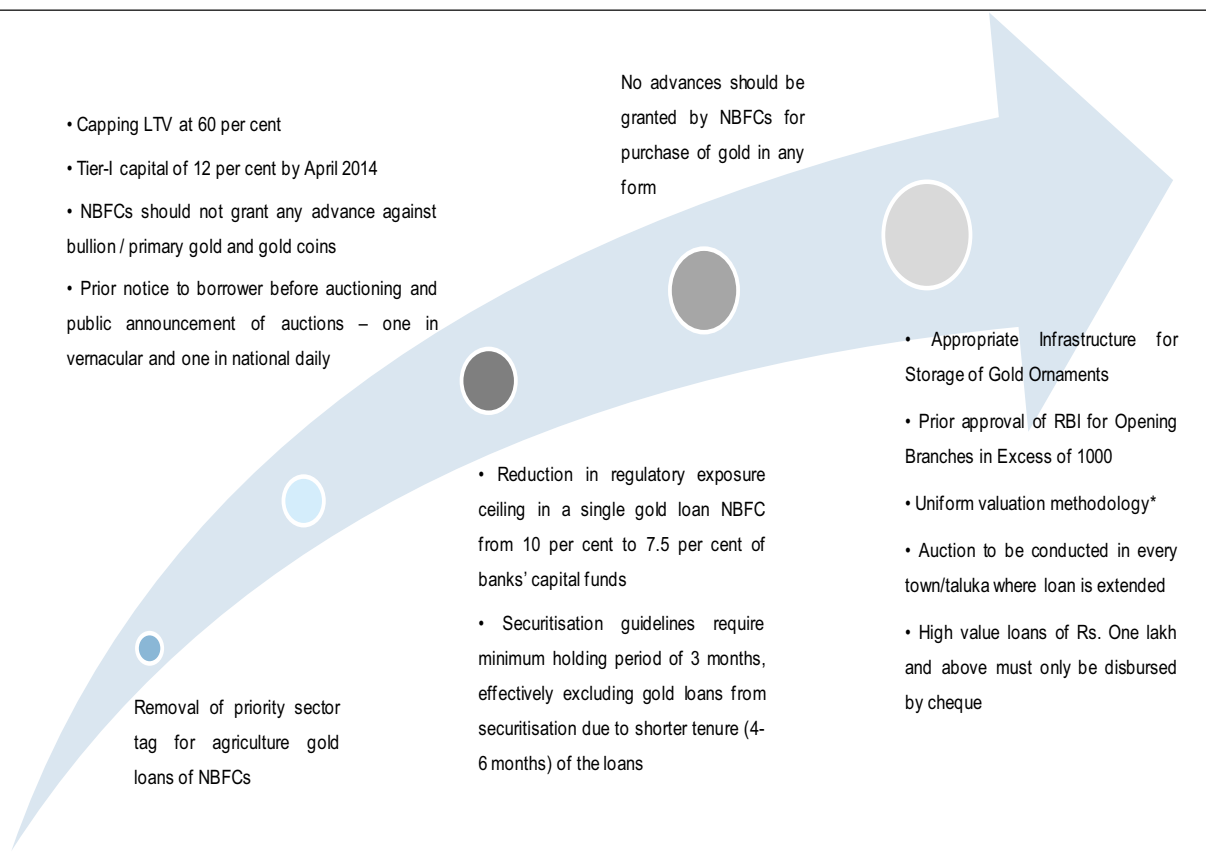 • Capping LTV at 60 per cent
• Tier-I capital of 12 per cent by April 2014
• NBFCs should not grant any advance against
bullion / primary gold and gold coins
• Prior notice to borrower before auctioning and
public announcement of auctions – one in
vernacular and one in national daily
No advances should be
granted by NBFCs for
purchase of gold in any
form
Removal of priority sector
tag for agriculture gold
loans of NBFCs
• Reduction in regulatory exposure
ceiling in a single gold loan NBFC
from 10 per cent to 7.5 per cent of
banks’ capital funds
• Securitisation guidelines require
minimum holding period of 3 months,
effectively excluding gold loans from
securitisation due to shorter tenure (4-
6 months) of the loans
• Appropriate Infrastructure for
Storage of Gold Ornaments
• Prior approval of RBI for Opening
Branches in Excess of 1000
• Uniform valuation methodology*
• Auction to be conducted in every
town/taluka where loan is extended
• High value loans of Rs. One lakh
and above must only be disbursed
by cheque